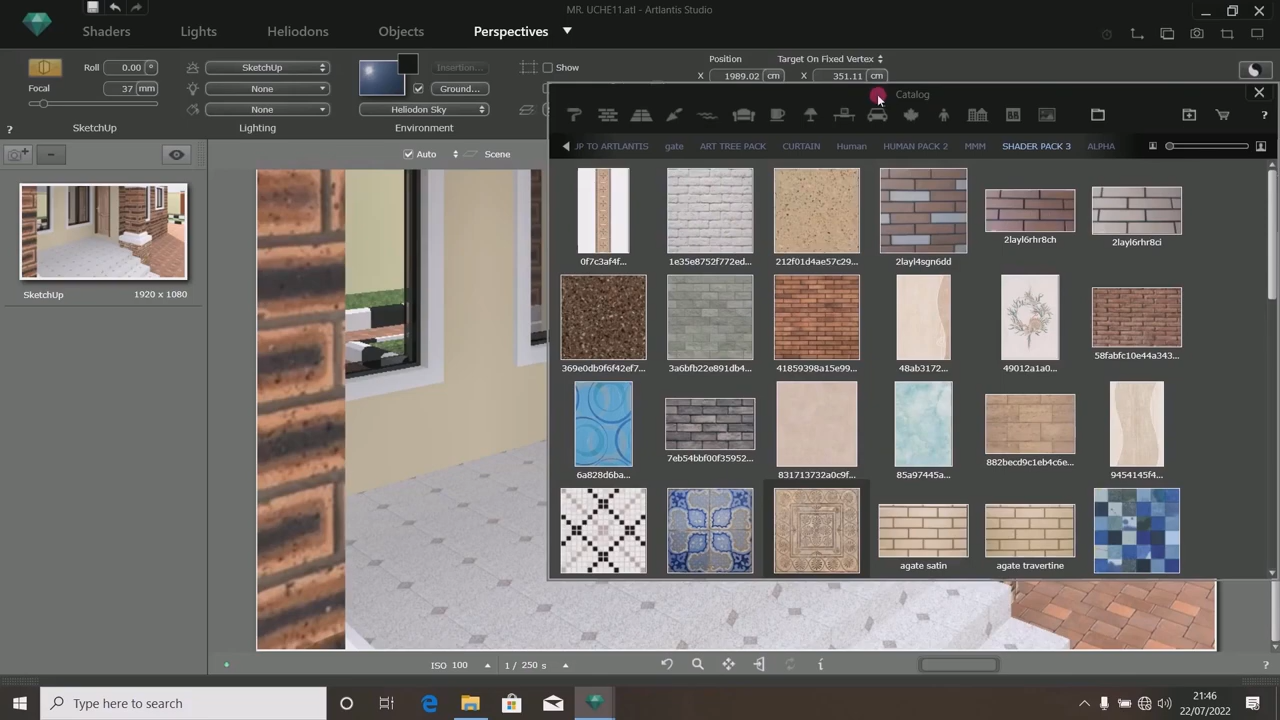 MR. UCHE11.atl - Artlantis Studio
Shaders Lights Heliodons Objects Perspectives
Roll 0.00 °
Focal 37 mm
SketchUp
SketchUp
None
None
Lighting
Insertion...
Ground...
Heliodon Sky
Environment
Show
Position Target On Fixed Vertex
X 1989.02 cm X 351.11 cm
Catalog
?
Auto Scene
UP TO ARTLANTIS gate ART TREE PACK CURTAIN Human HUMAN PACK 2 MMM SHADER PACK 3 ALPHA
SketchUp 1920 x 1080
0f7c3af4f... 1e35e8752f772ed... 212f01d4ae57c29... 2layl4sgn6dd 2layl6rhr8ch 2layl6rhr8ci
369e0db9f6f42ef7... 3a6bfb22e891db4... 41859398a15e99... 48ab3172... 49012a1a0... 58fabfc10e44a343...
6a828d6ba... 7eb54bbf00f35952... 831713732a0c9f... 85a97445a... 882becd9c1eb4c6e... 9454145f4...
agate satin agate travertine
ISO 100 1 / 250 s
?
Type here to search
21:46
22/07/2022